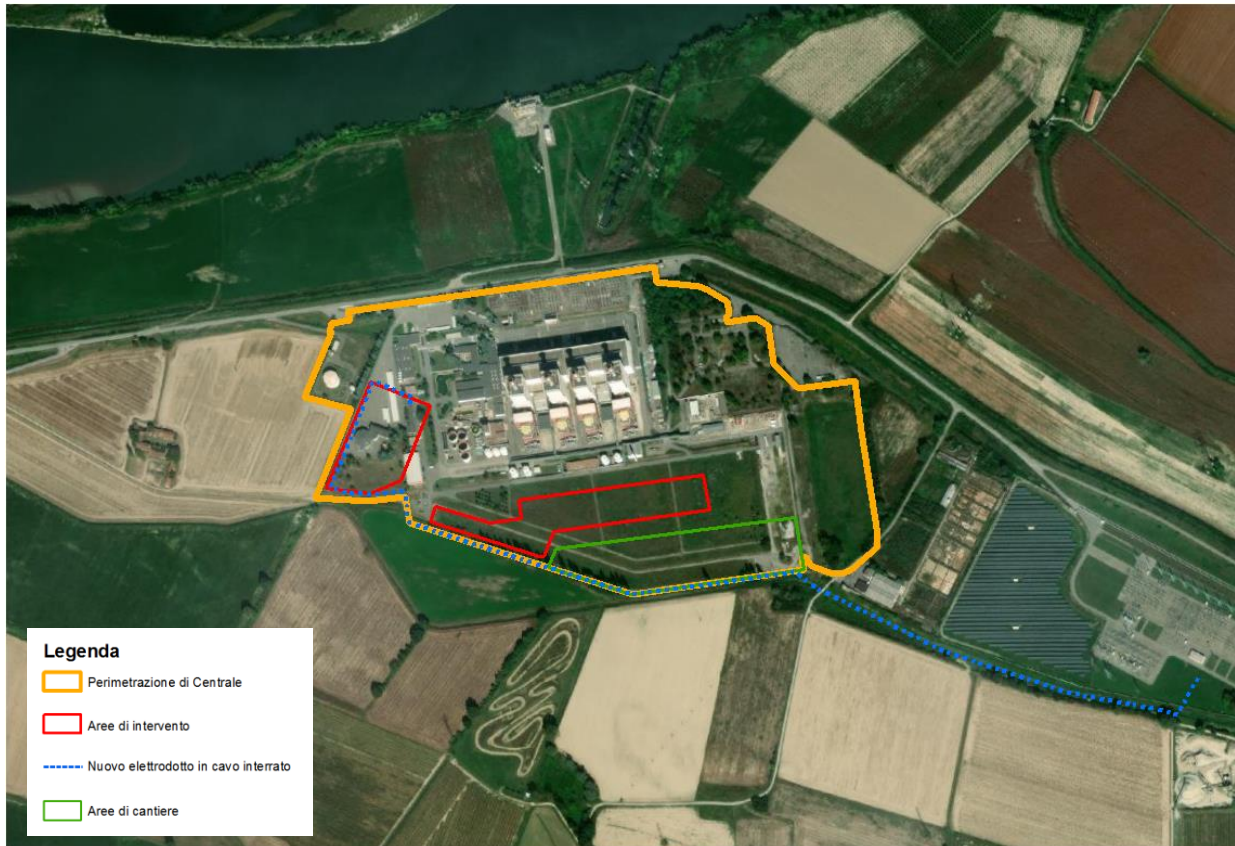 Legenda
Perimetrazione di Centrale
Aree di intervento
Nuovo elettrodotto in cavo interrato
Aree di cantiere